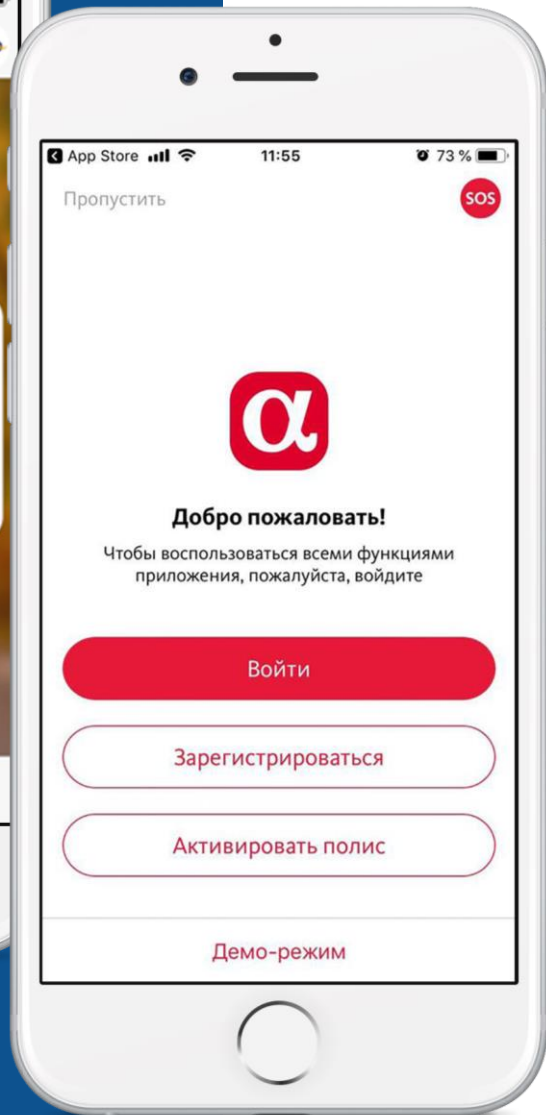 App Store 11:55 73 %
Пропустить SOS
α
Добро пожаловать!
Чтобы воспользоваться всеми функциями
приложения, пожалуйста, войдите
Войти
Зарегистрироваться
Активировать полис
Демо-режим